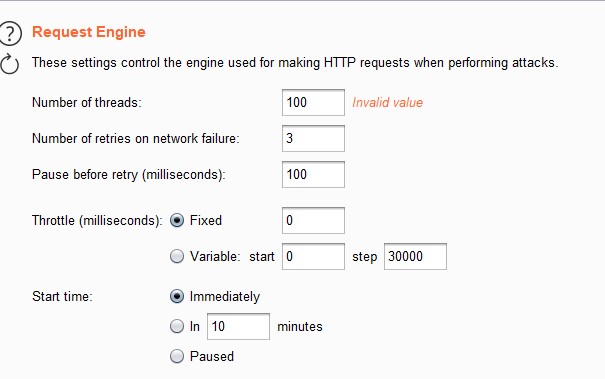 ? Request Engine
These settings control the engine used for making HTTP requests when performing attacks.
Number of threads: 100 Invalid value
Number of retries on network failure: 3
Pause before retry (milliseconds): 100
Throttle (milliseconds): Fixed 0
Variable: start 0 step 30000
Start time: Immediately
In 10 minutes
Paused